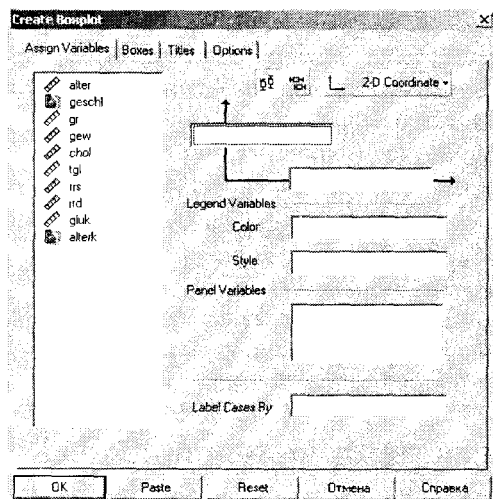 Create Boxplot
Assign Variables Boxes Titles Options
alter
geschl
gr
gew
chol
tgl
rrs
rrd
gluk
alterk
2-D Coordinate
Legend Variables
Color
Style
Panel Variables
Label Cases By
OK Paste Reset Отмена Справка